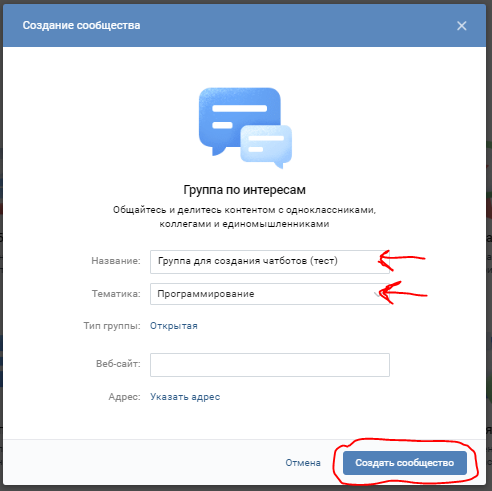 Создание сообщества
Группа по интересам
Общайтесь и делитесь контентом с одноклассниками,
коллегами и единомышленниками
Название: Группа для создания чатботов (тест)
Тематика: Программирование
Тип группы: Открытая
Веб-сайт:
Адрес: Указать адрес
Отмена Создать сообщество